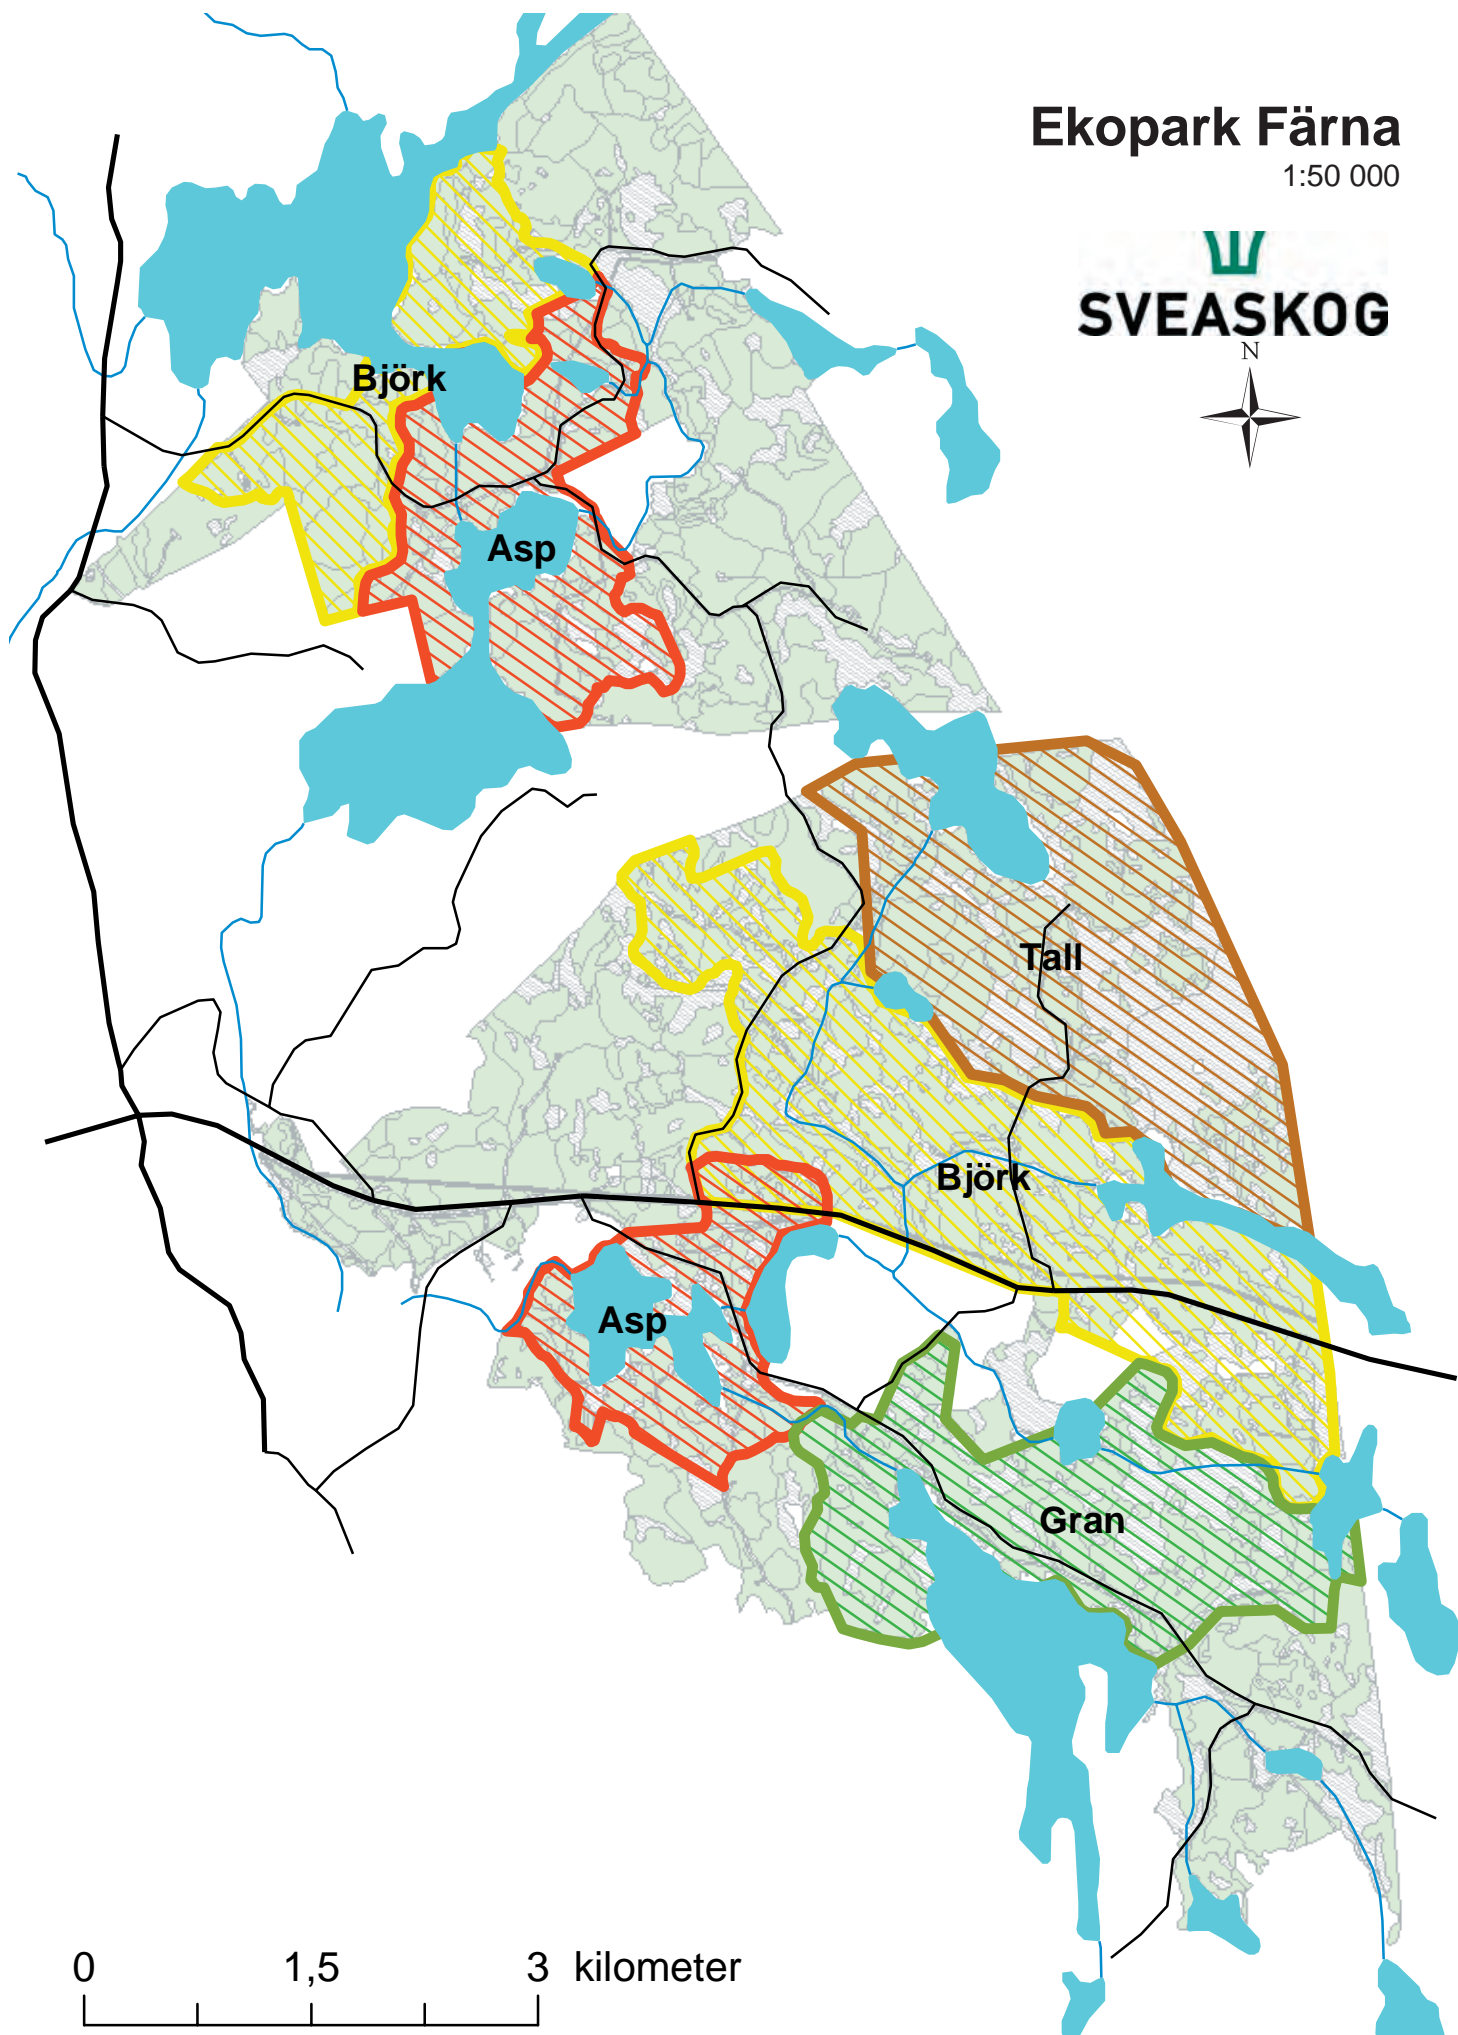 Ekopark Färna
1:50 000
SVEASKOG
N
Björk
Asp
Tall
Björk
Asp
Gran
0 1,5 3 kilometer